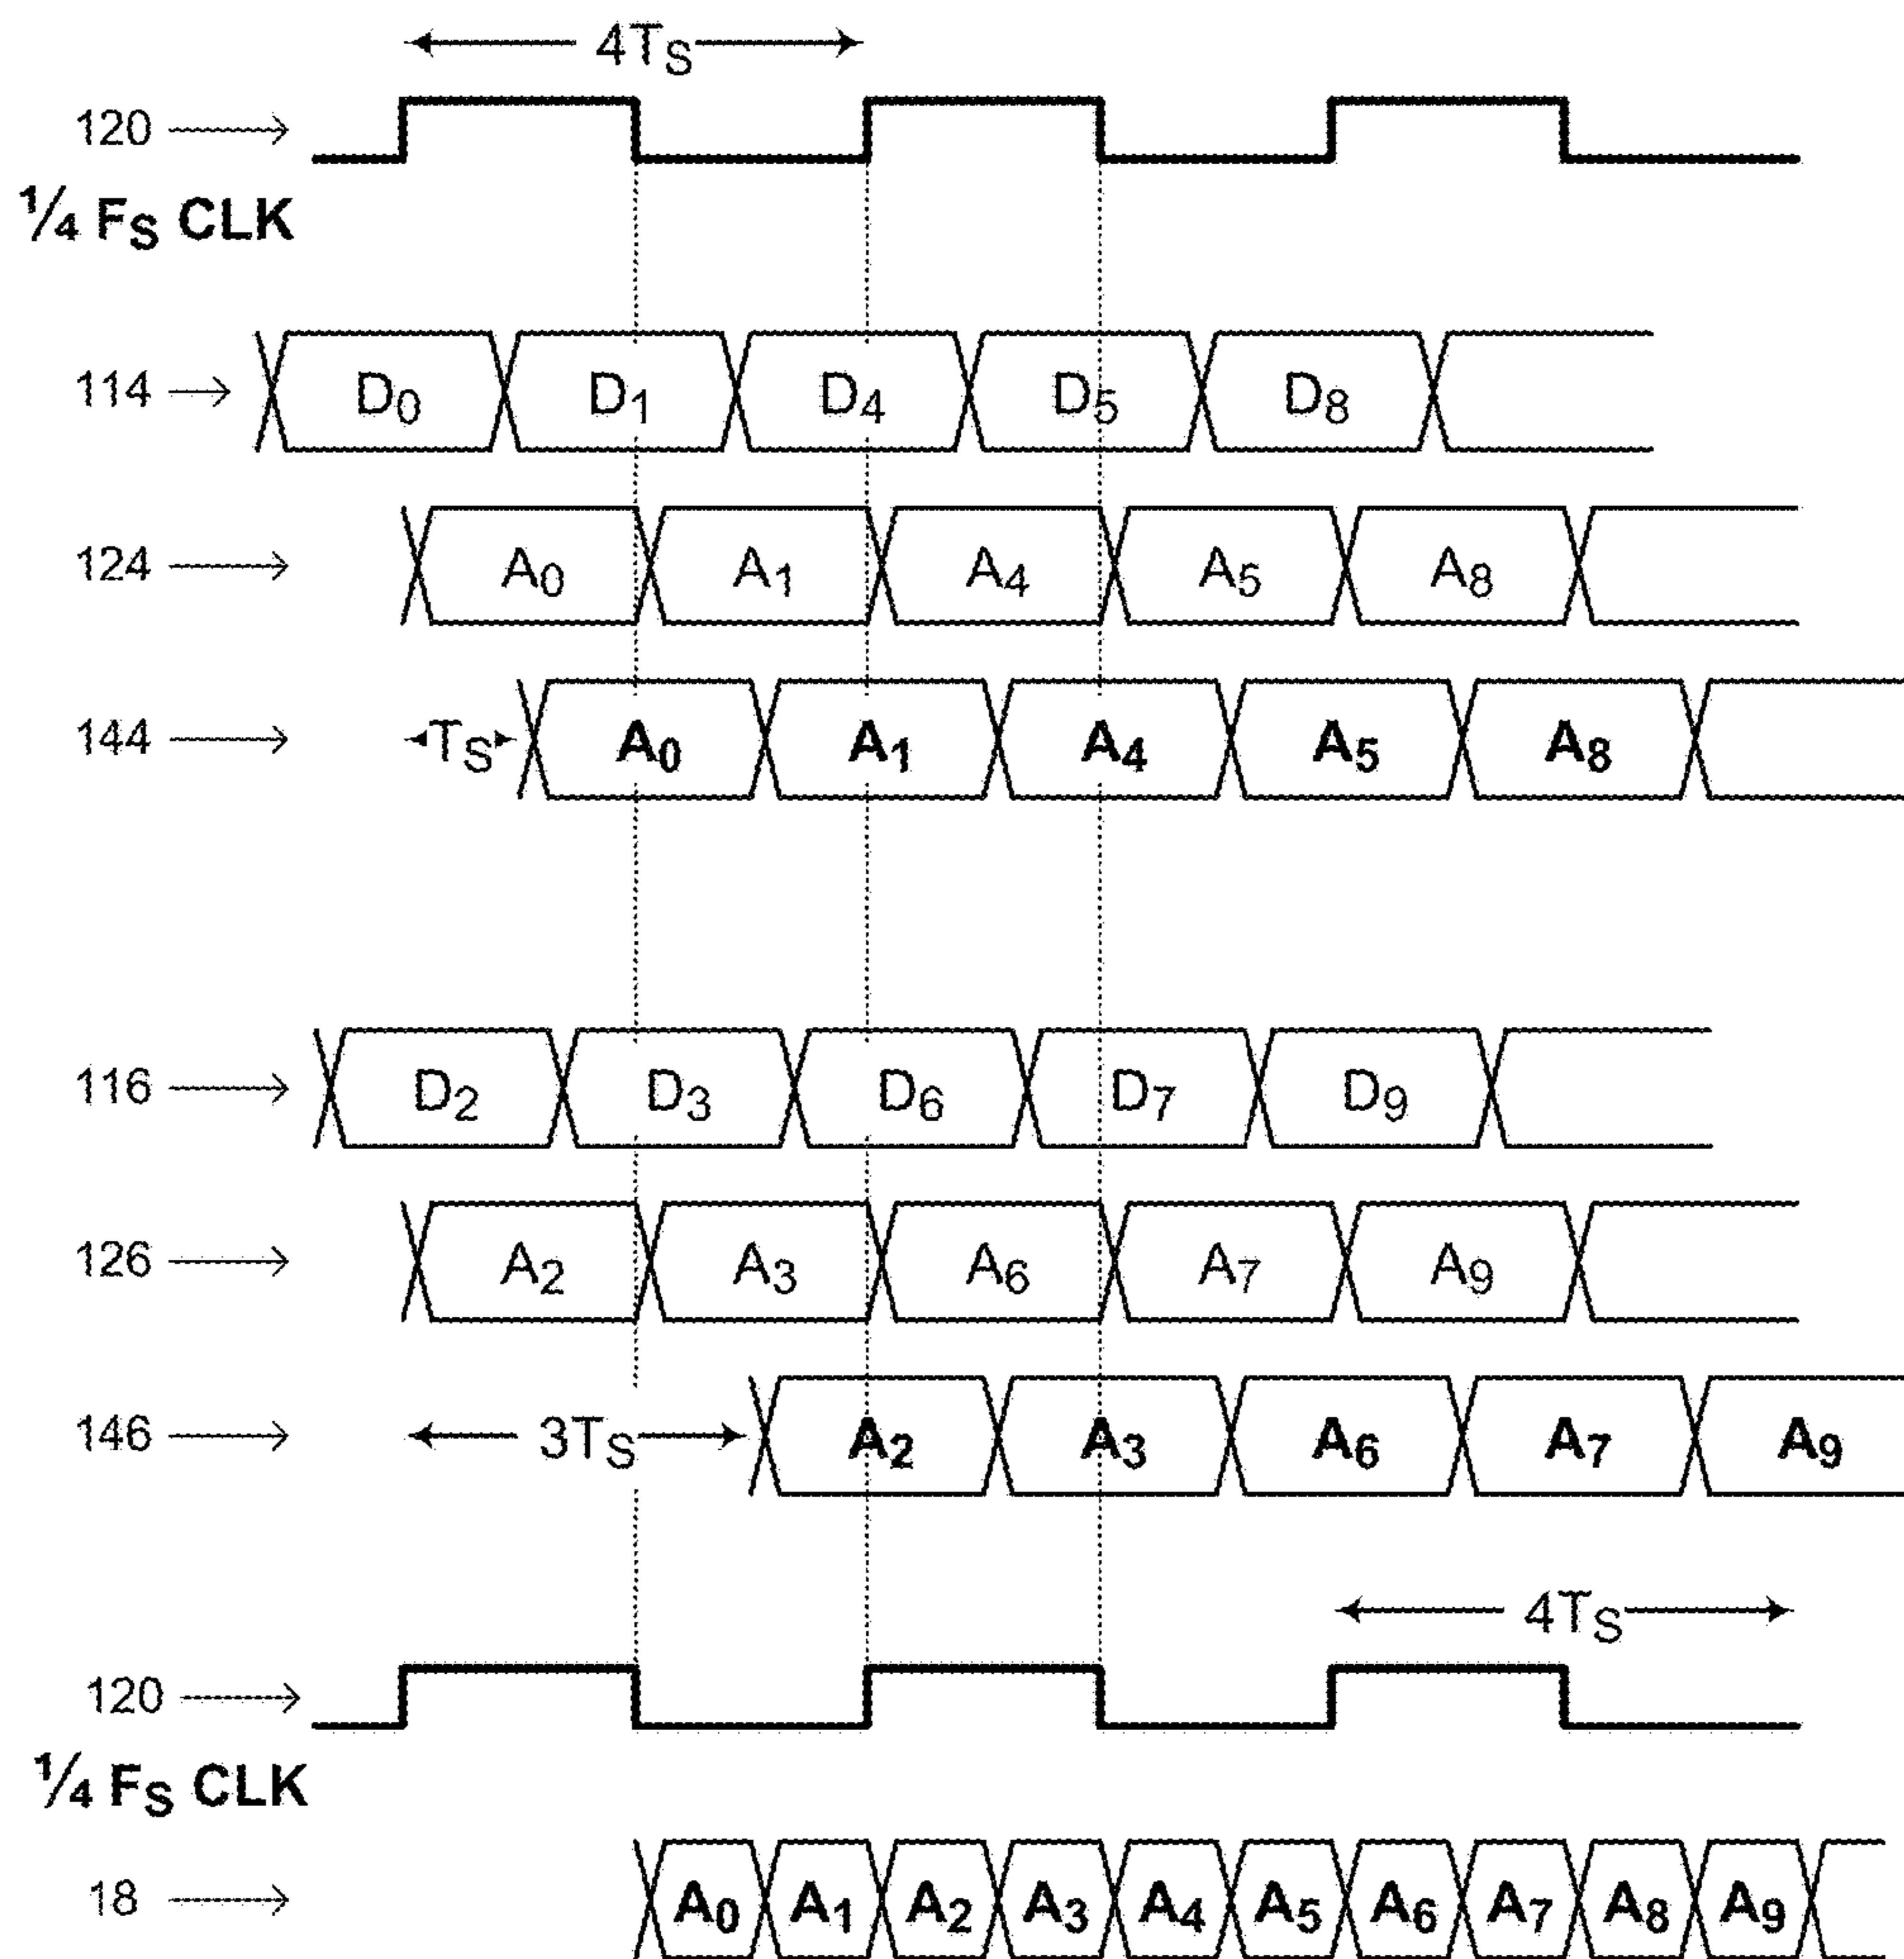 4TS
120
1/4 FS CLK
114 D0 D1 D4 D5 D8
124 A0 A1 A4 A5 A8
144 TS A0 A1 A4 A5 A8
116 D2 D3 D6 D7 D9
126 A2 A3 A6 A7 A9
146 3TS A2 A3 A6 A7 A9
4TS
120
1/4 FS CLK
18 A0 A1 A2 A3 A4 A5 A6 A7 A8 A9